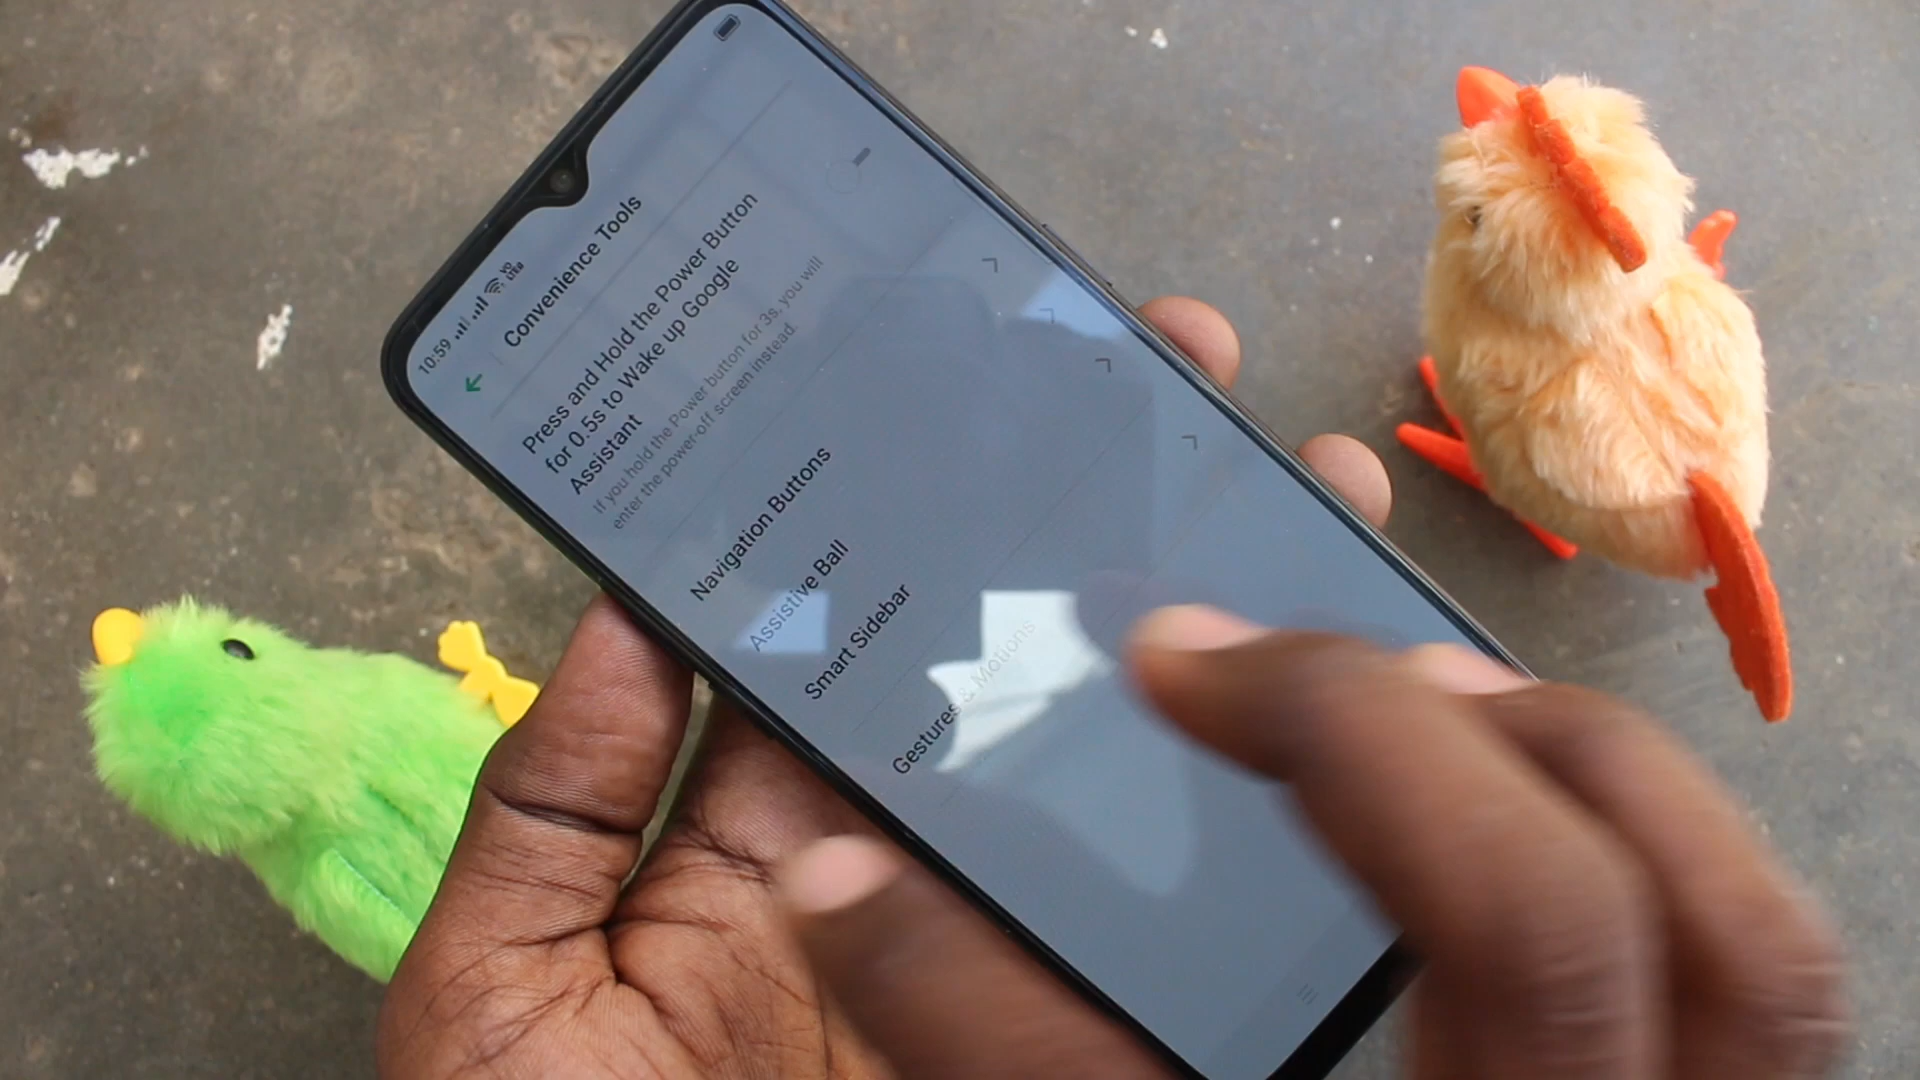 10:59
VO
LTE
Convenience Tools
Press and Hold the Power Button
for 0.5s to Wake up Google
Assistant
If you hold the Power button for 3s, you will
enter the power-off screen instead.
Navigation Buttons
Assistive Ball
Smart Sidebar
Gestures & Motions